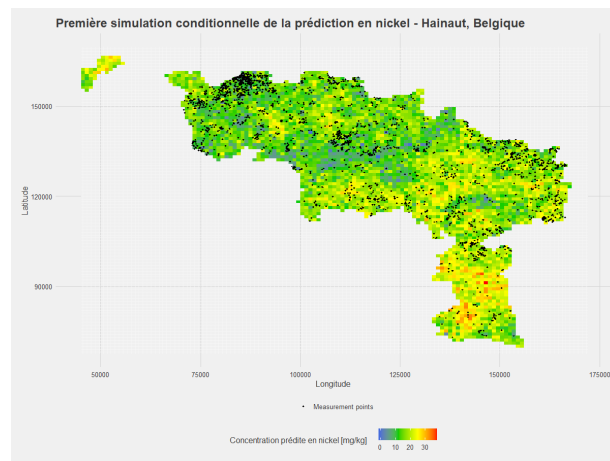 Première simulation conditionnelle de la prédiction en nickel - Hainaut, Belgique
150000
120000
90000
Latitude
50000 75000 100000 125000 150000 175000
Longitude
Measurement points
Concentration prédite en nickel [mg/kg]
0 10 20 30